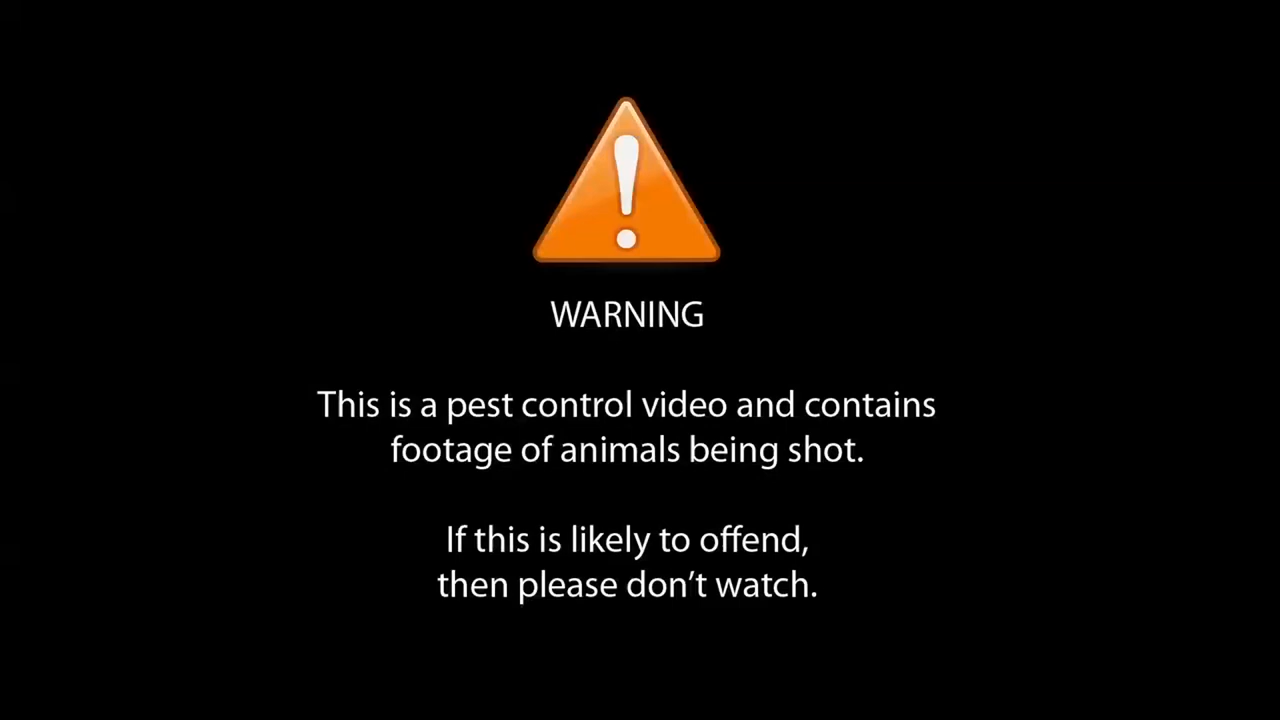 WARNING
This is a pest control video and contains
footage of animals being shot.
If this is likely to offend,
then please don’t watch.